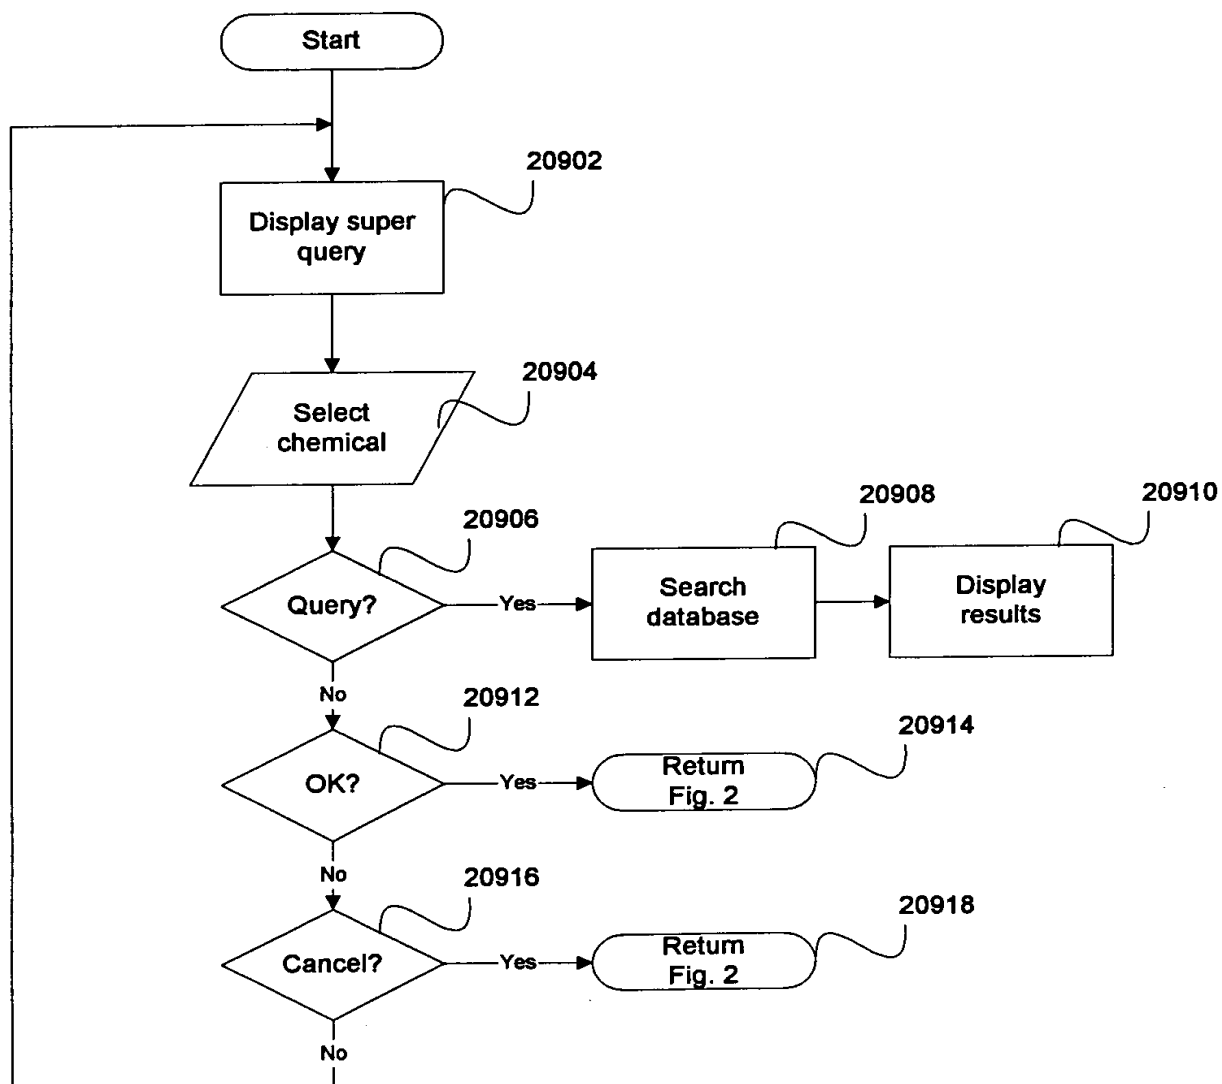 Start
20902
Display super
query
20904
Select
chemical
20906
Query?
Yes
20908
Search
database
20910
Display
results
No
20912
OK?
Yes
20914
Return
Fig. 2
No
20916
Cancel?
Yes
20918
Return
Fig. 2
No